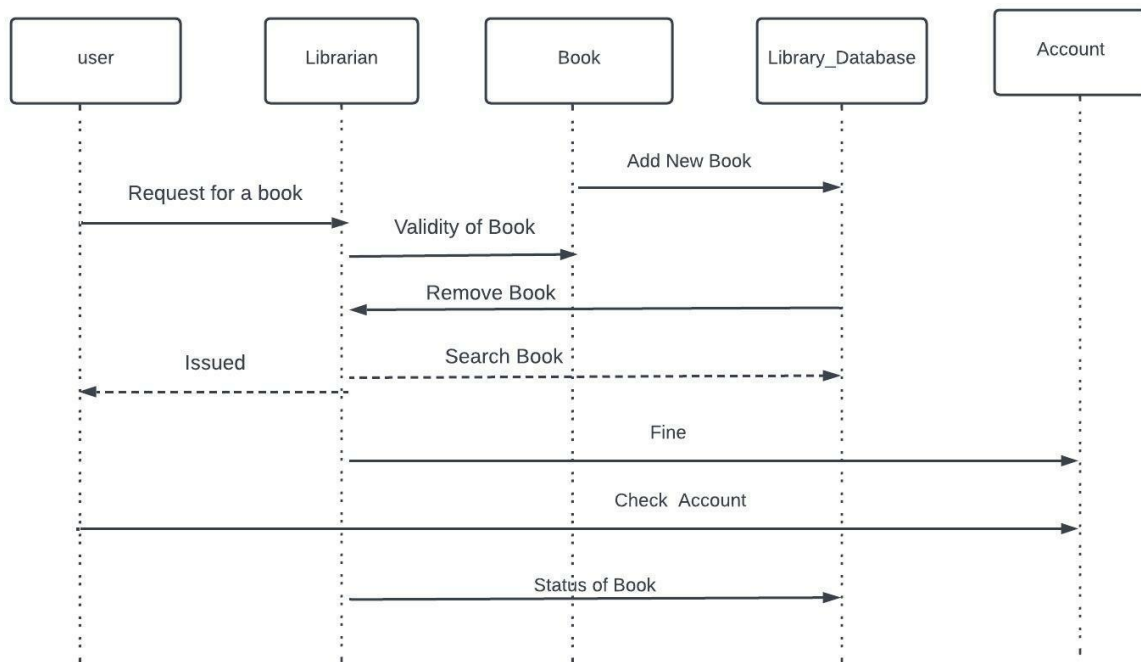 user
Librarian
Book
Library_Database
Account
Add New Book
Request for a book
Validity of Book
Remove Book
Search Book
Issued
Fine
Check Account
Status of Book